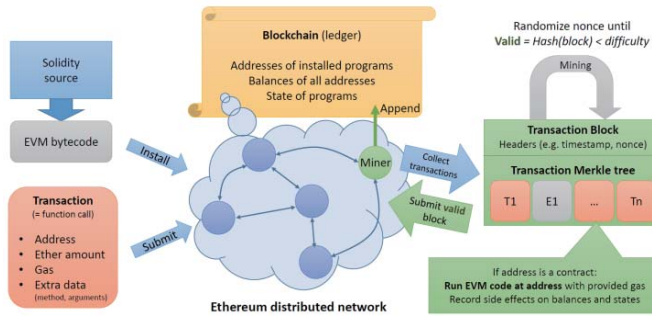 Solidity
source
EVM bytecode
Transaction
(= function call)
• Address
• Ether amount
• Gas
• Extra data
(method, arguments)
Install
Submit
Blockchain (ledger)
Addresses of installed programs
Balances of all addresses
State of programs
Append
Miner
Ethereum distributed network
Collect
transactions
Submit valid
block
Randomize nonce until
Valid = Hash(block) < difficulty
Mining
Transaction Block
Headers (e.g. timestamp, nonce)
Transaction Merkle tree
T1 E1 ... Tn
If address is a contract:
Run EVM code at address with provided gas
Record side effects on balances and states